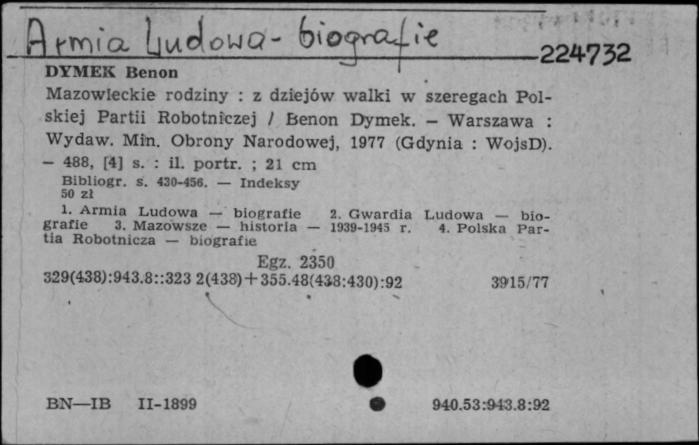 Armia Ludowa - biografie
224732
DYMEK Benon
Mazowieckie rodziny : z dziejów walki w szeregach Pol-
skiej Partii Robotniczej / Benon Dymek. — Warszawa :
Wydaw. Min. Obrony Narodowej, 1977 (Gdynia : WojsD).
— 488, [4] s. : il. portr. ; 21 cm
Bibliogr. s. 430-456. — Indeksy
50 zł
1. Armia Ludowa — biografie 2. Gwardia Ludowa — bio-
grafie 3. Mazowsze — historia — 1939-1945 r. 4. Polska Par-
tia Robotnicza — biografie
Egz. 2350
329(438):943.8::323 2(438)+355.48(438:430):92 3915/77
BN—IB II-1899 940.53:943.8:92